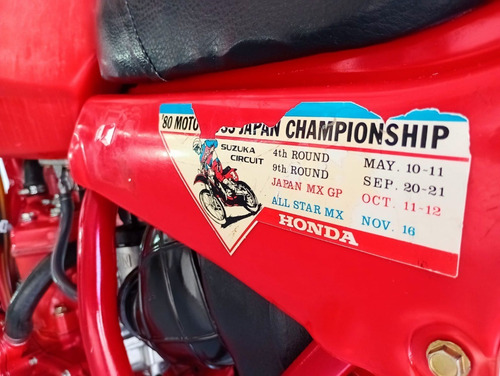 '80 MOTO JAPAN CHAMPIONSHIP
SUZUKA
CIRCUIT
4th ROUND MAY. 10-11
9th ROUND SEP. 20-21
JAPAN MX GP OCT. 11-12
ALL STAR MX NOV. 16
HONDA